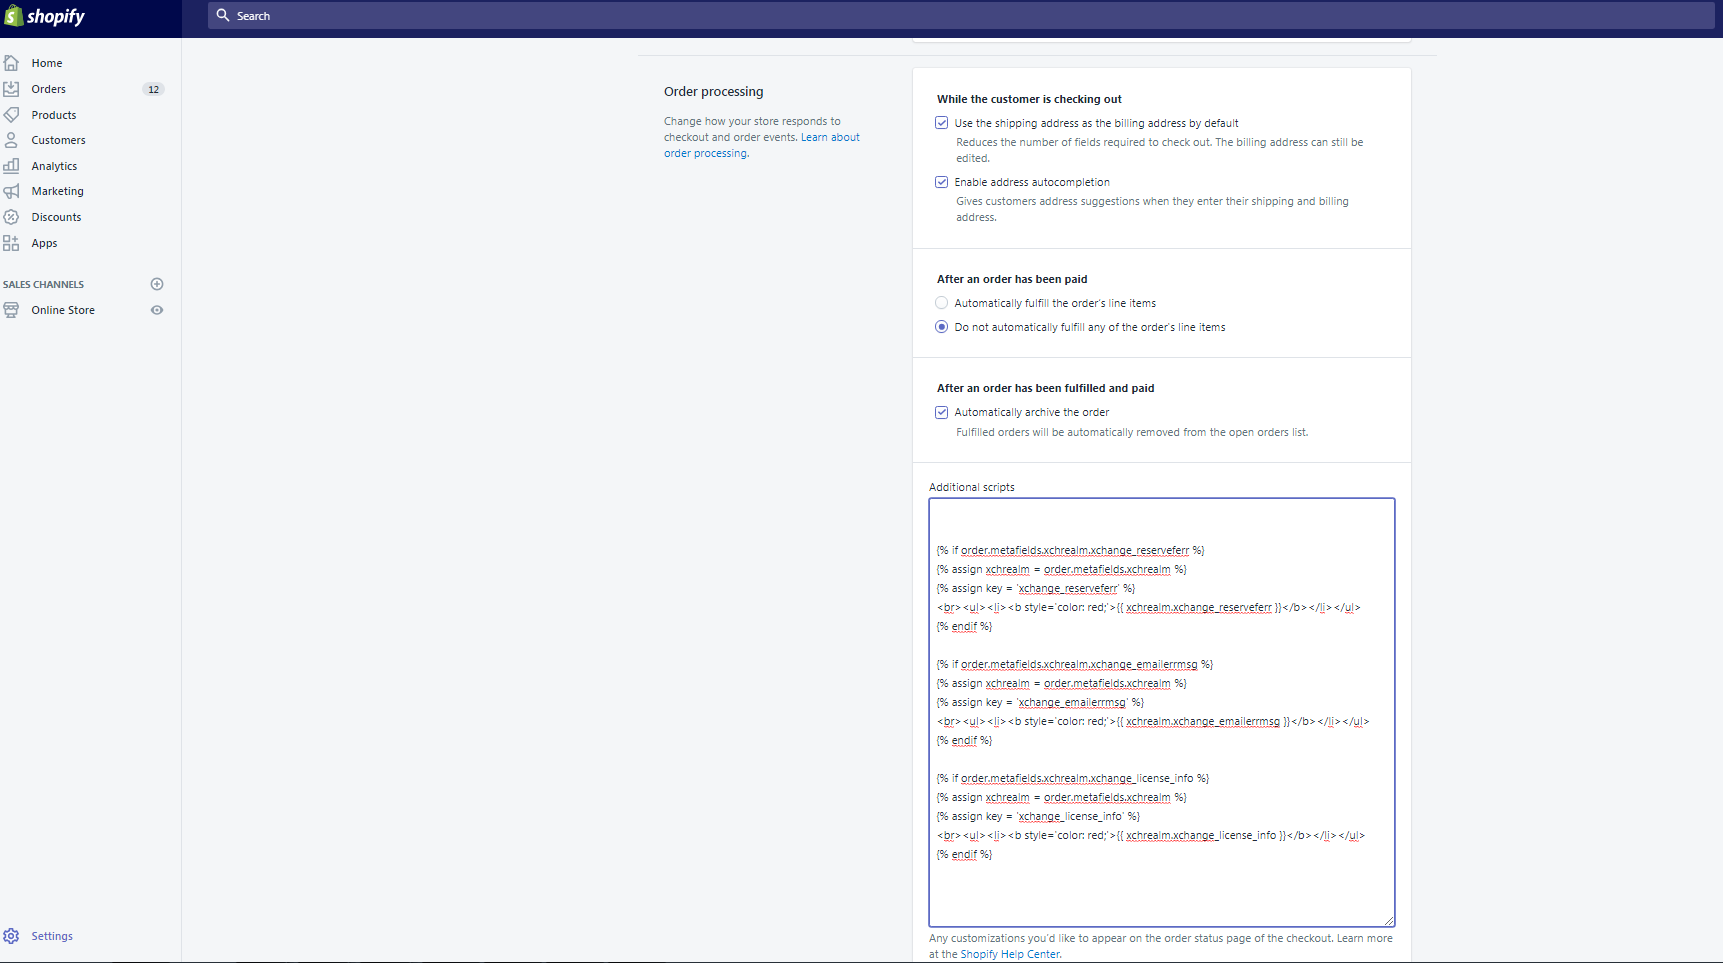 shopify
Search
Home
Orders 12
Products
Customers
Analytics
Marketing
Discounts
Apps
SALES CHANNELS
Online Store
Settings
Order processing
Change how your store responds to
checkout and order events. Learn about
order processing.
While the customer is checking out
Use the shipping address as the billing address by default
Reduces the number of fields required to check out. The billing address can still be
edited.
Enable address autocompletion
Gives customers address suggestions when they enter their shipping and billing
address.
After an order has been paid
Automatically fulfill the order's line items
Do not automatically fulfill any of the order's line items
After an order has been fulfilled and paid
Automatically archive the order
Fulfilled orders will be automatically removed from the open orders list.
Additional scripts
{% if order.metafields.xchrealm.xchange_reserveferr %}
{% assign xchrealm = order.metafields.xchrealm %}
{% assign key = 'xchange_reserveferr' %}
<br><ul><li><b style='color: red;'>{{ xchrealm.xchange_reserveferr }}</b></li></ul>
{% endif %}
{% if order.metafields.xchrealm.xchange_emailerrmsg %}
{% assign xchrealm = order.metafields.xchrealm %}
{% assign key = 'xchange_emailerrmsg' %}
<br><ul><li><b style='color: red;'>{{ xchrealm.xchange_emailerrmsg }}</b></li></ul>
{% endif %}
{% if order.metafields.xchrealm.xchange_license_info %}
{% assign xchrealm = order.metafields.xchrealm %}
{% assign key = 'xchange_license_info' %}
<br><ul><li><b style='color: red;'>{{ xchrealm.xchange_license_info }}</b></li></ul>
{% endif %}
Any customizations you'd like to appear on the order status page of the checkout. Learn more
at the Shopify Help Center.